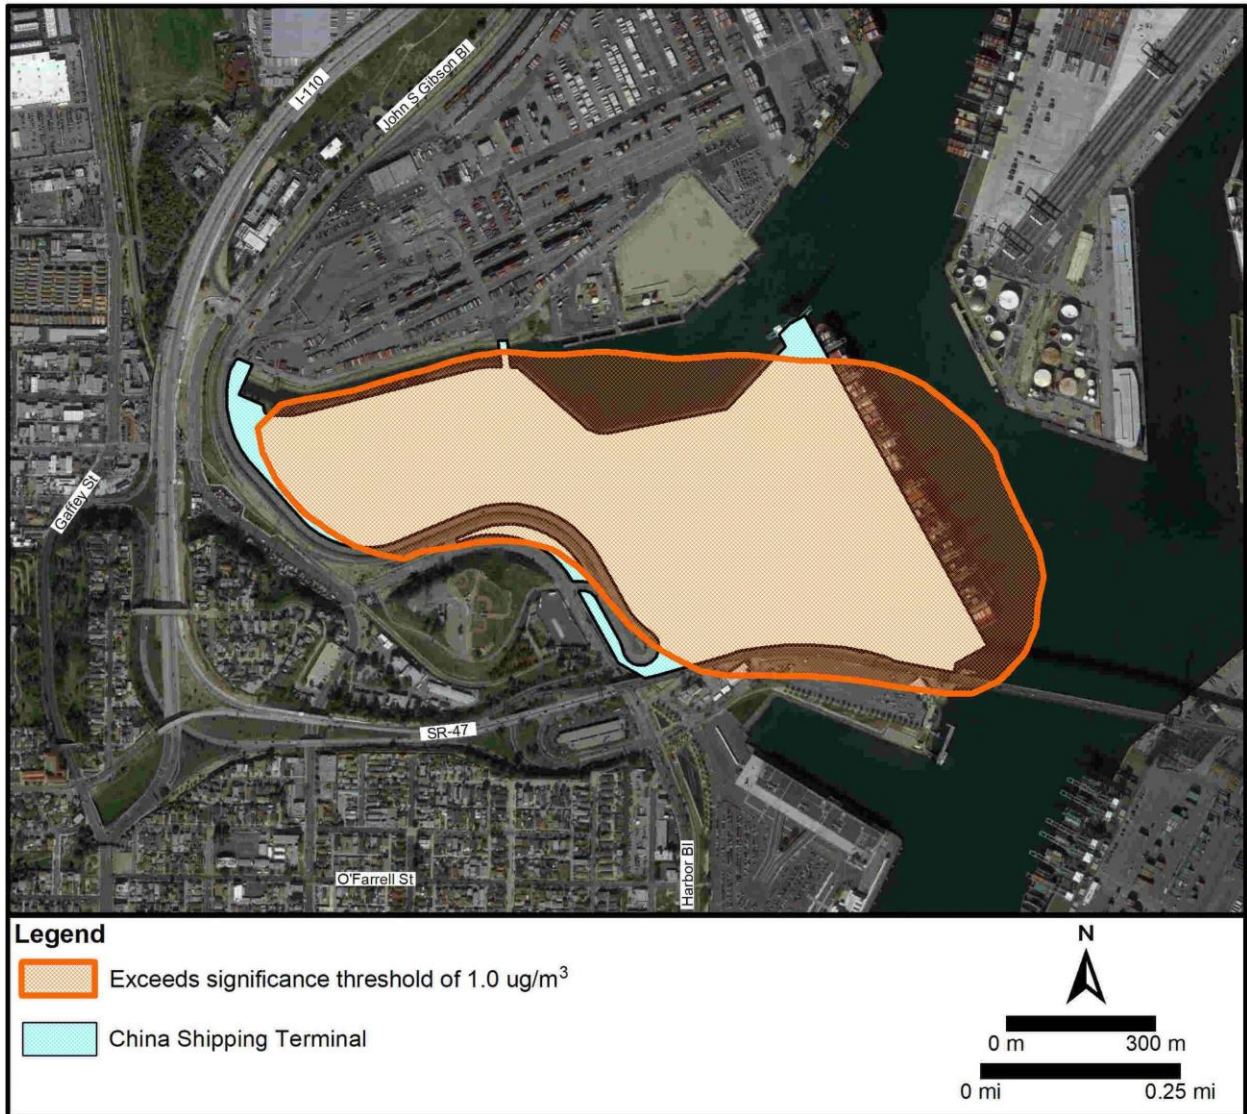 I-110
John S Gibson Bl
Gaffey St
SR-47
O'Farrell St
Harbor Bl
Legend
Exceeds significance threshold of 1.0 ug/m³
China Shipping Terminal
N
0 m 300 m
0 mi 0.25 mi